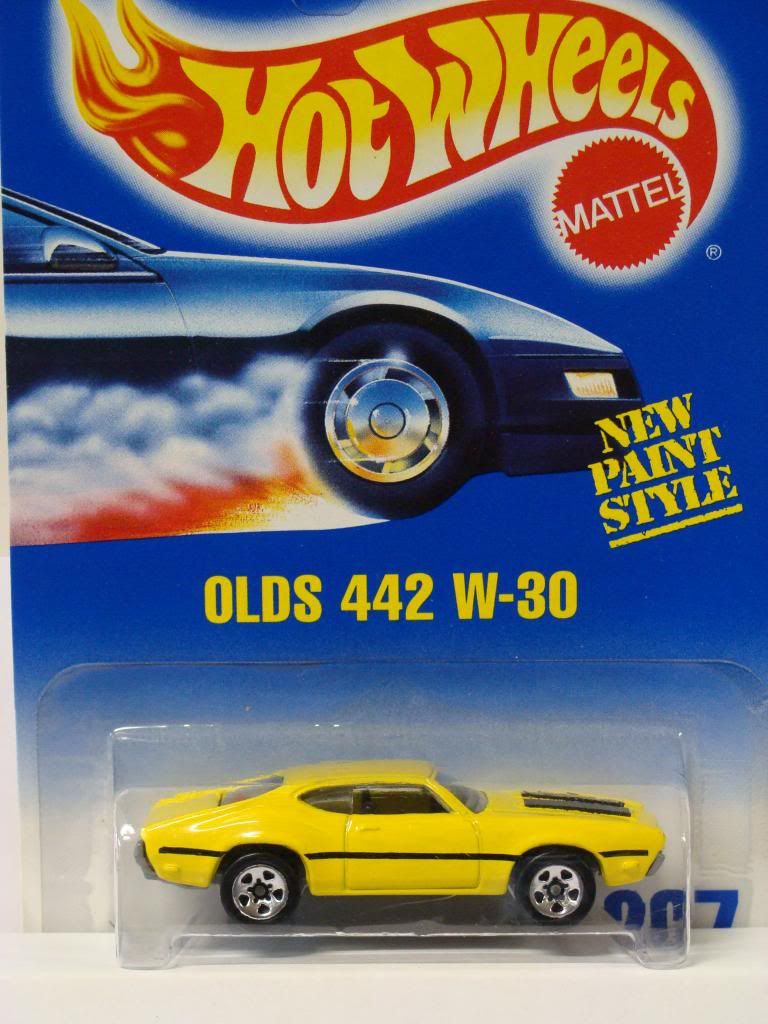 HOT WHEELS
MATTEL
®
NEW
PAINT
STYLE
OLDS 442 W-30